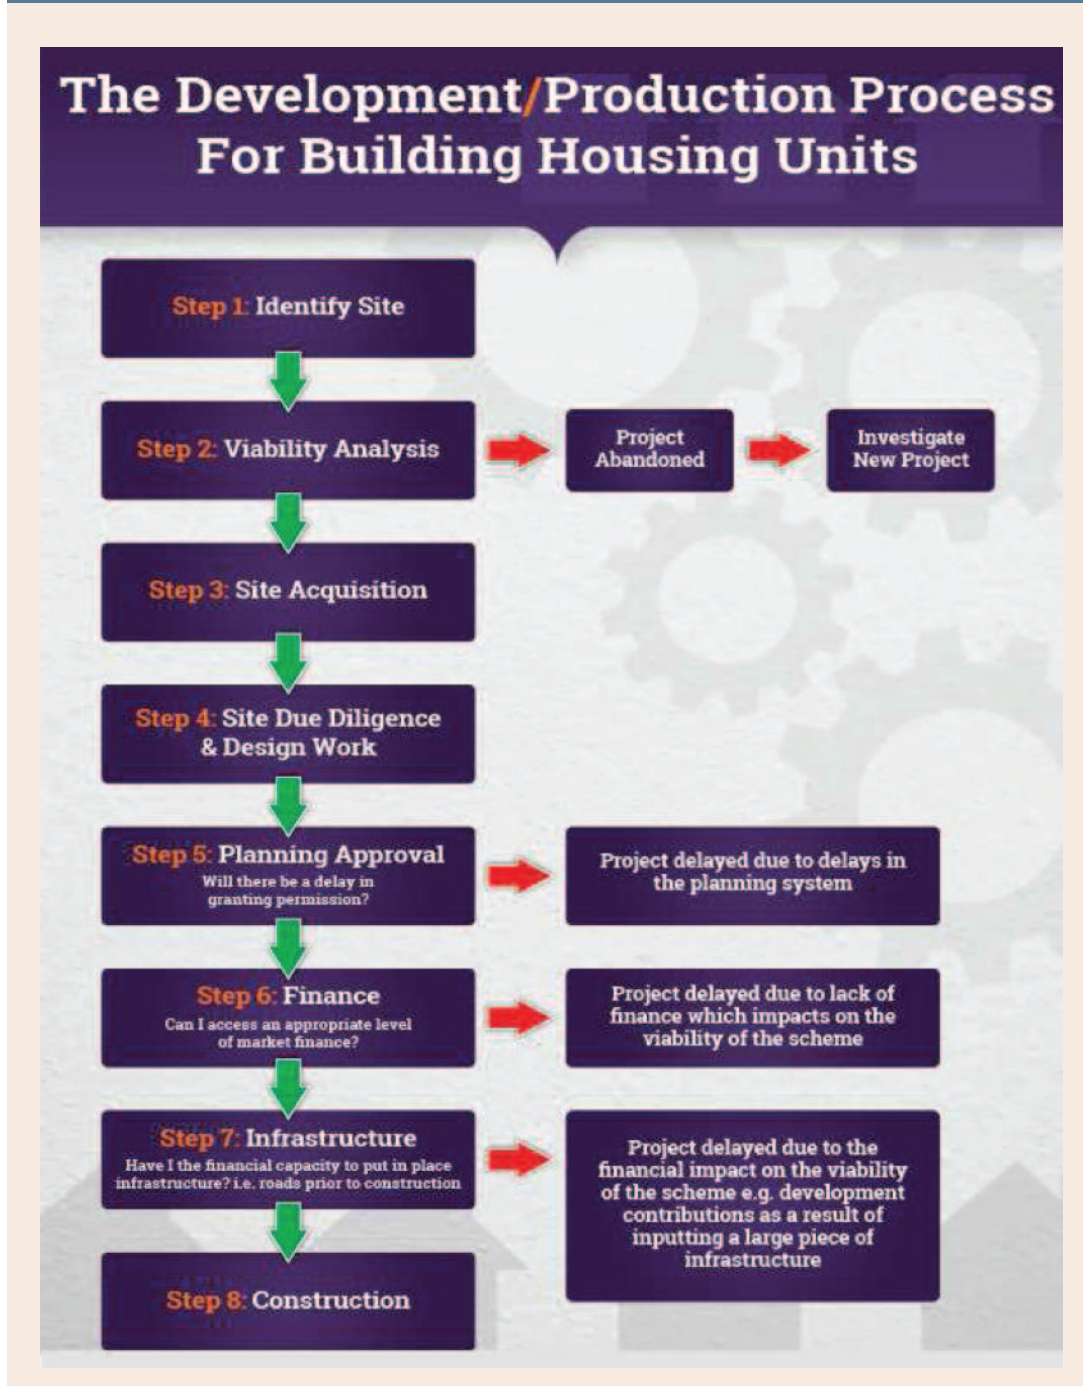 The Development/Production Process
For Building Housing Units
Step 1: Identify Site
Step 2: Viability Analysis
Project
Abandoned
Investigate
New Project
Step 3: Site Acquisition
Step 4: Site Due Diligence
& Design Work
Step 5: Planning Approval
Will there be a delay in
granting permission?
Project delayed due to delays in
the planning system
Step 6: Finance
Can I access an appropriate level
of market finance?
Project delayed due to lack of
finance which impacts on the
viability of the scheme
Step 7: Infrastructure
Have I the financial capacity to put in place
infrastructure? i.e. roads prior to construction
Project delayed due to the
financial impact on the viability
of the scheme e.g. development
contributions as a result of
inputting a large piece of
infrastructure
Step 8: Construction